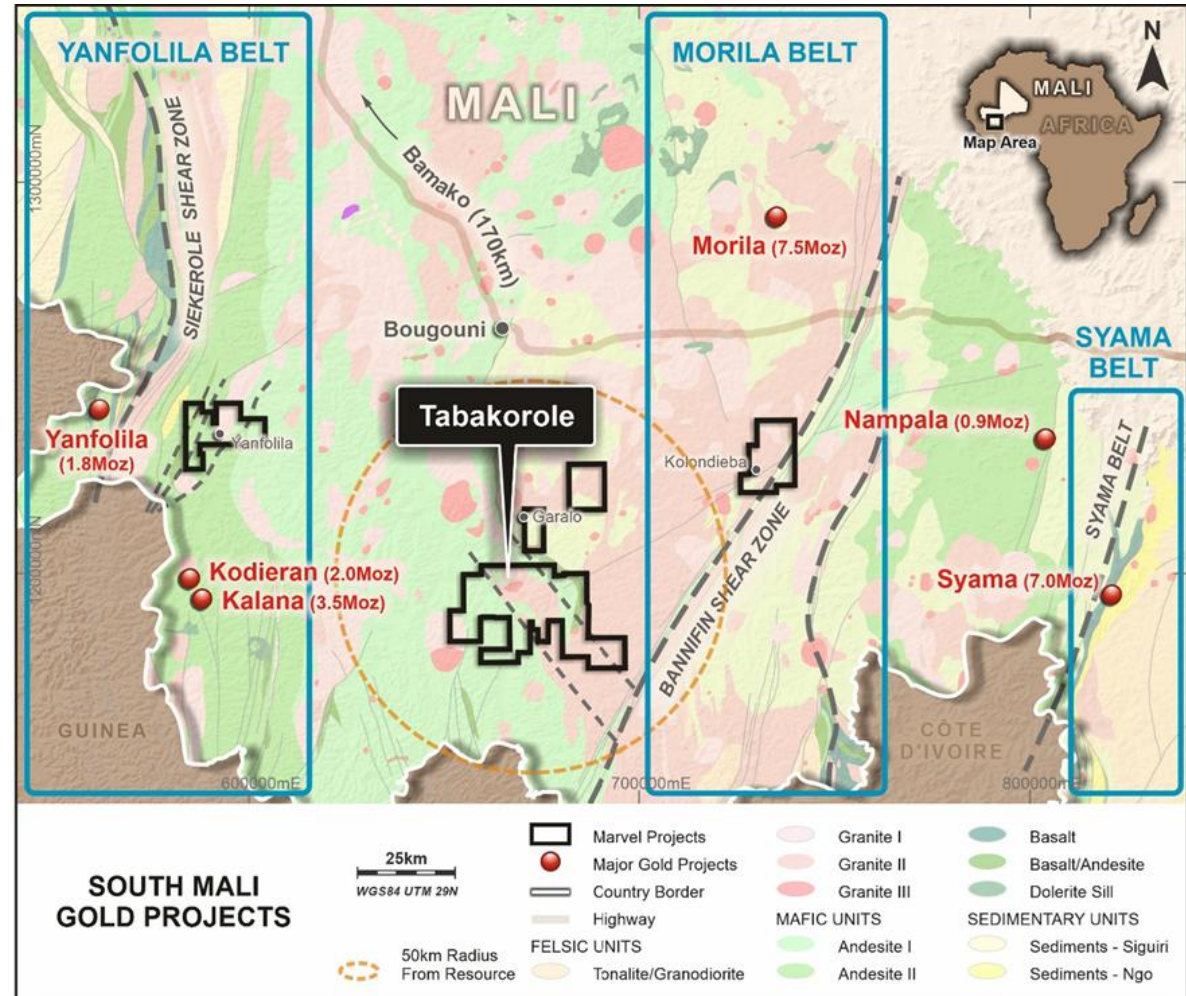 YANFOLILA BELT
MORILA BELT
N
MALI
MALI
AFRICA
Map Area
SIEKEROLE SHEAR ZONE
Bamako (170km)
1300000mN
Morila (7.5Moz)
Bougouni
SYAMA
BELT
Tabakorole
Nampala (0.9Moz)
Yanfolila
(1.8Moz)
Yanfolila
Kolondieba
SYAMA BELT
Garalo
BANNIFIN SHEAR ZONE
1200000mN
Kodieran (2.0Moz)
Kalana (3.5Moz)
Syama (7.0Moz)
GUINEA
CÔTE
D'IVOIRE
600000mE
700000mE
800000mE
SOUTH MALI
GOLD PROJECTS
25km
WGS84 UTM 29N
50km Radius
From Resource
Marvel Projects
Major Gold Projects
Country Border
Highway
FELSIC UNITS
Tonalite/Granodiorite
Granite I
Granite II
Granite III
MAFIC UNITS
Andesite I
Andesite II
Basalt
Basalt/Andesite
Dolerite Sill
SEDIMENTARY UNITS
Sediments - Siguiri
Sediments - Ngo